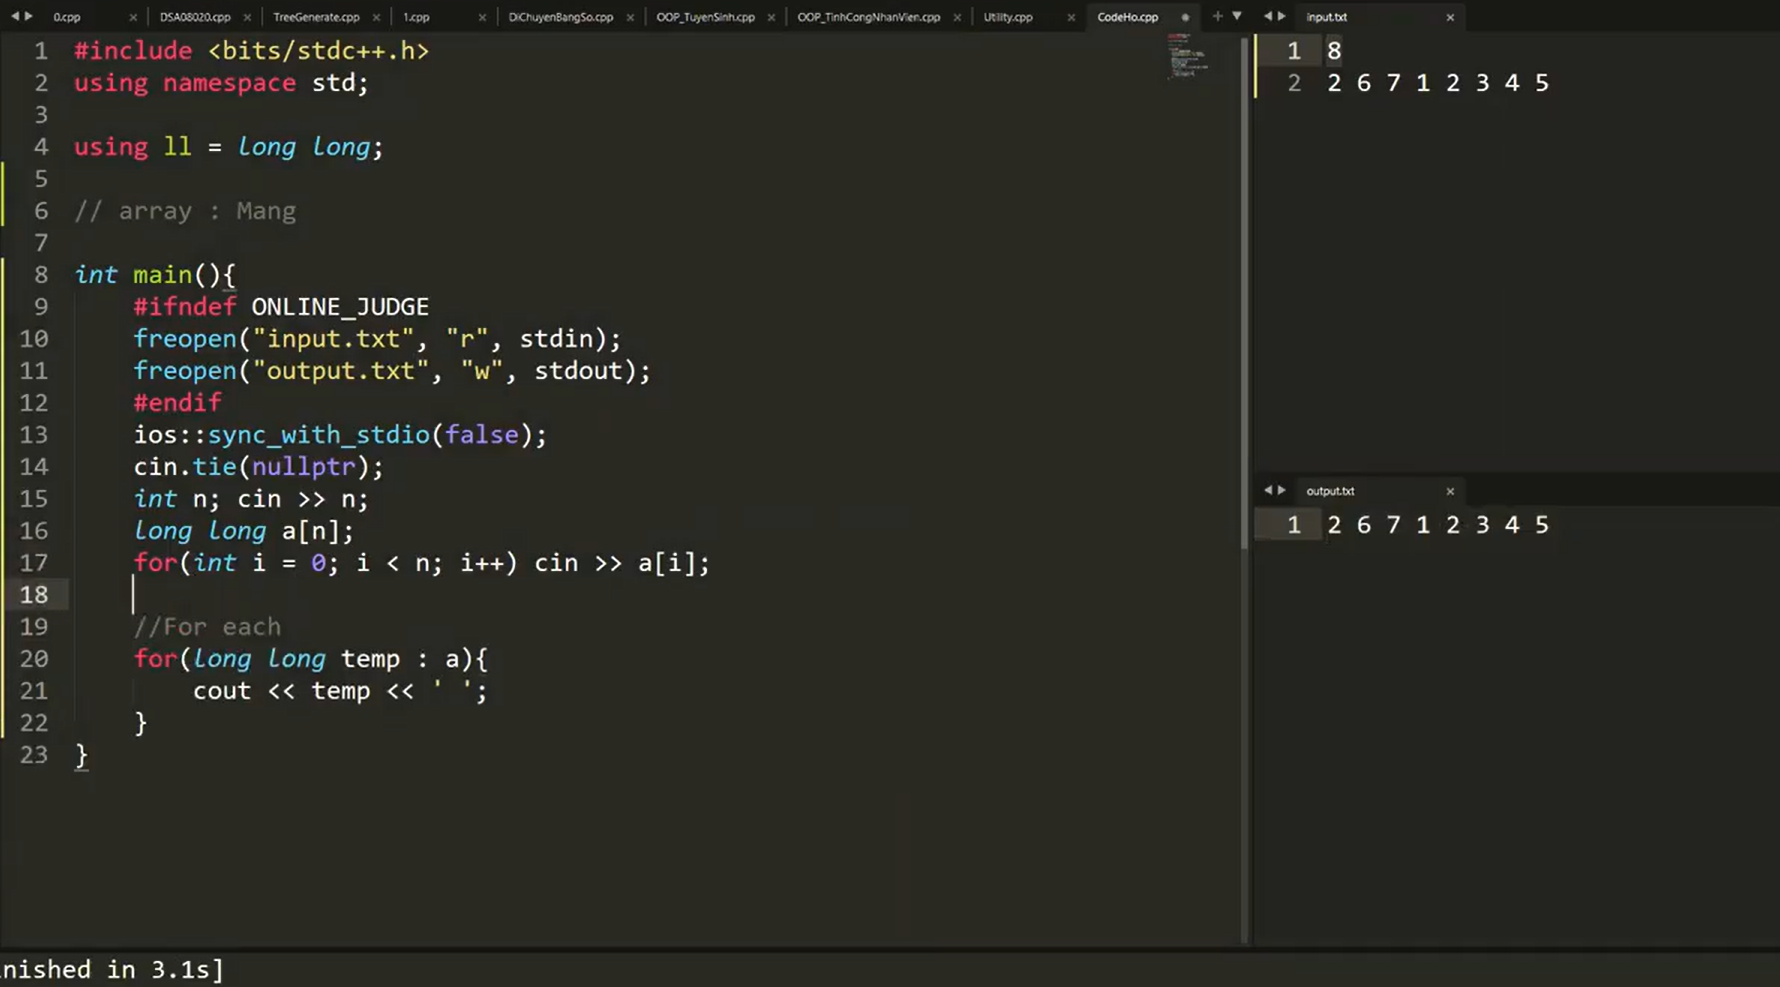 0.cpp DSA08020.cpp TreeGenerate.cpp 1.cpp DiChuyenBangSo.cpp OOP_TuyenSinh.cpp OOP_TinhCongNhanVien.cpp Utility.cpp CodeHo.cpp
1 #include <bits/stdc++.h>
2 using namespace std;
3
4 using ll = long long;
5
6 // array : Mang
7
8 int main(){
9 #ifndef ONLINE_JUDGE
10 freopen("input.txt", "r", stdin);
11 freopen("output.txt", "w", stdout);
12 #endif
13 ios::sync_with_stdio(false);
14 cin.tie(nullptr);
15 int n; cin >> n;
16 long long a[n];
17 for(int i = 0; i < n; i++) cin >> a[i];
18
19 //For each
20 for(long long temp : a){
21 cout << temp << ' ';
22 }
23 }
input.txt
1 8
2 2 6 7 1 2 3 4 5
output.txt
1 2 6 7 1 2 3 4 5
nished in 3.1s]